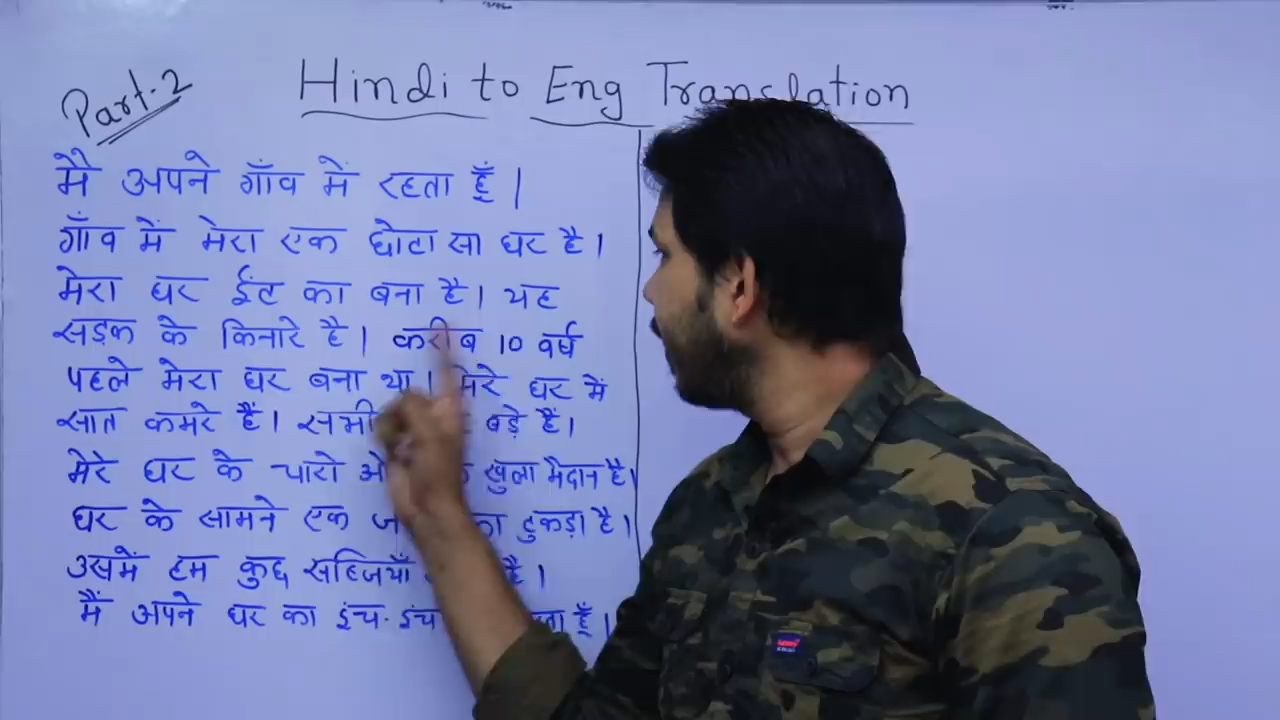 Part-2
Hindi to Eng Translation
मैं अपने गाँव में रहता हूँ।
गाँव में मेरा एक छोटा सा घर है।
मेरा घर ईंट का बना है। यह
सड़क के किनारे है। करीब 10 वर्ष
पहले मेरा घर बना था। मेरे घर में
सात कमरे हैं। सभी बड़े हैं।
मेरे घर के चारो खुला मैदान है।
घर के सामने एक टुकड़ा है।
उसमें हम कुछ सब्जियाँ है।
मैं अपने घर का इंच-इंच हूँ।